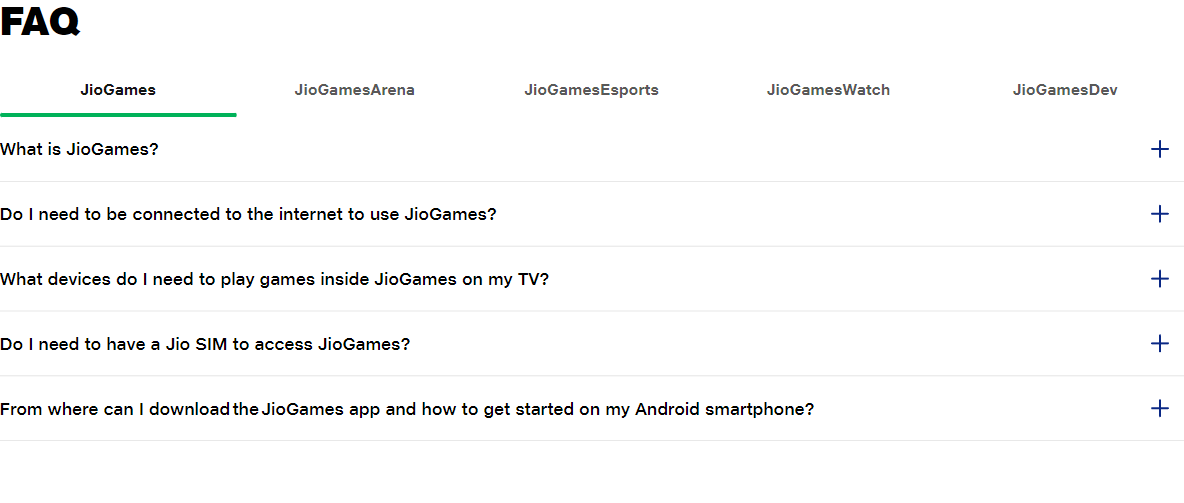 FAQ
JioGames JioGamesArena JioGamesEsports JioGamesWatch JioGamesDev
What is JioGames?
Do I need to be connected to the internet to use JioGames?
What devices do I need to play games inside JioGames on my TV?
Do I need to have a Jio SIM to access JioGames?
From where can I download the JioGames app and how to get started on my Android smartphone?